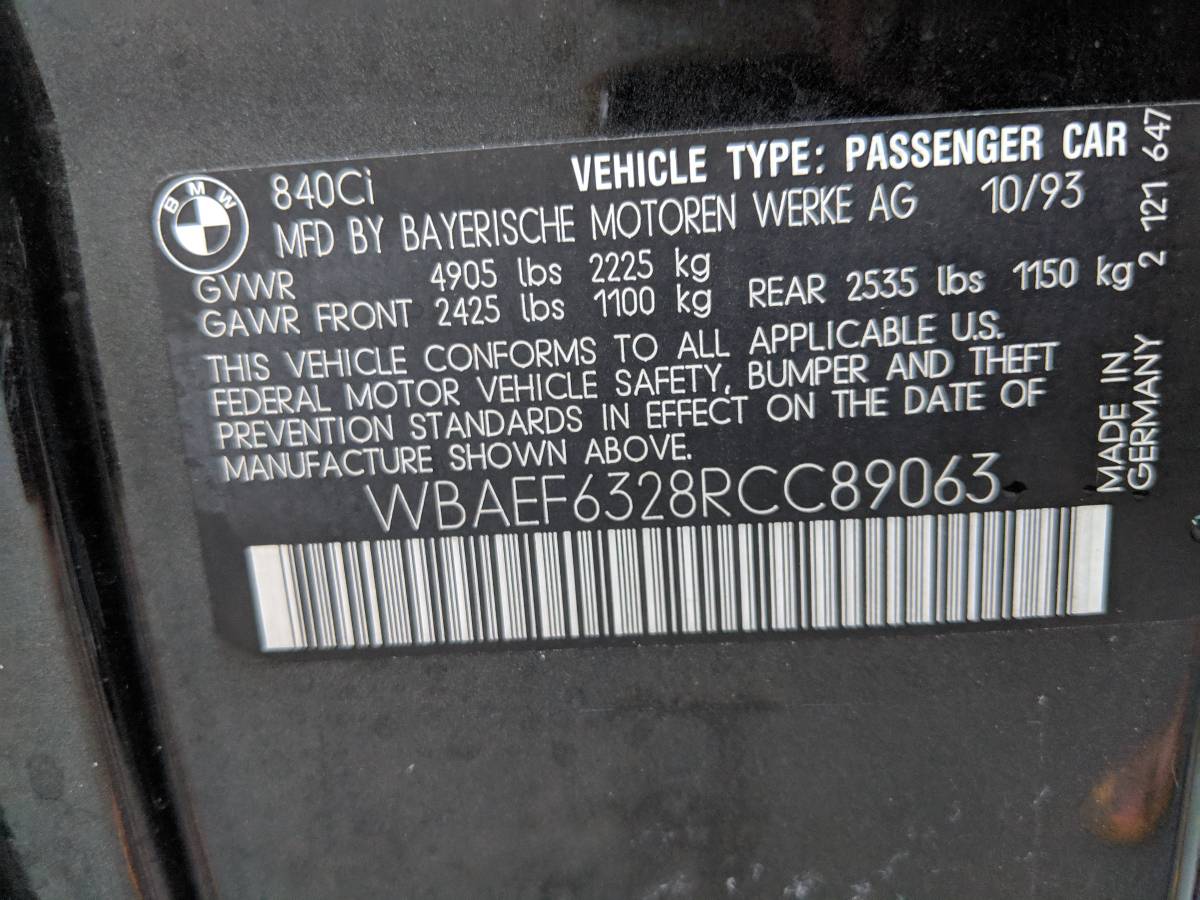 BMW
840Ci
VEHICLE TYPE: PASSENGER CAR
MFD BY BAYERISCHE MOTOREN WERKE AG 10/93
GVWR 4905 lbs 2225 kg
GAWR FRONT 2425 lbs 1100 kg REAR 2535 lbs 1150 kg
THIS VEHICLE CONFORMS TO ALL APPLICABLE U.S.
FEDERAL MOTOR VEHICLE SAFETY, BUMPER AND THEFT
PREVENTION STANDARDS IN EFFECT ON THE DATE OF
MANUFACTURE SHOWN ABOVE.
WBAEF6328RCC89063
MADE IN
GERMANY
2 121 647